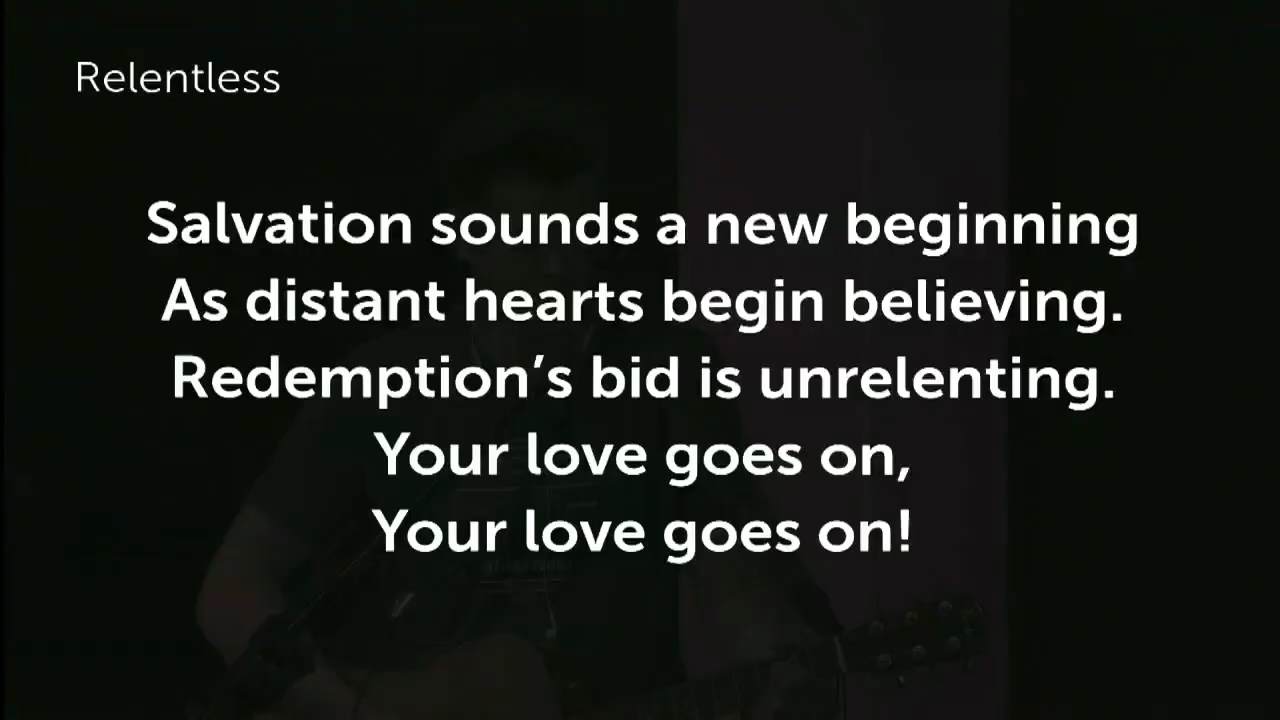 Relentless
Salvation sounds a new beginning
As distant hearts begin believing.
Redemption’s bid is unrelenting.
Your love goes on,
Your love goes on!